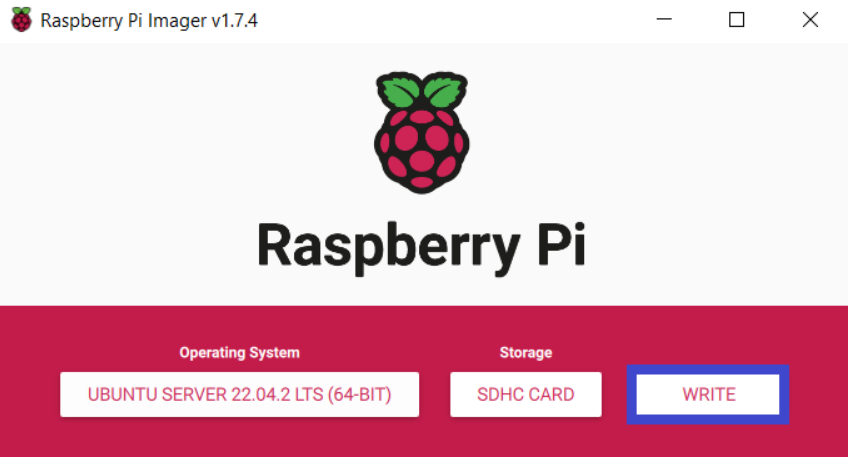 Raspberry Pi Imager v1.7.4
Raspberry Pi
Operating System
Storage
UBUNTU SERVER 22.04.2 LTS (64-BIT)
SDHC CARD
WRITE